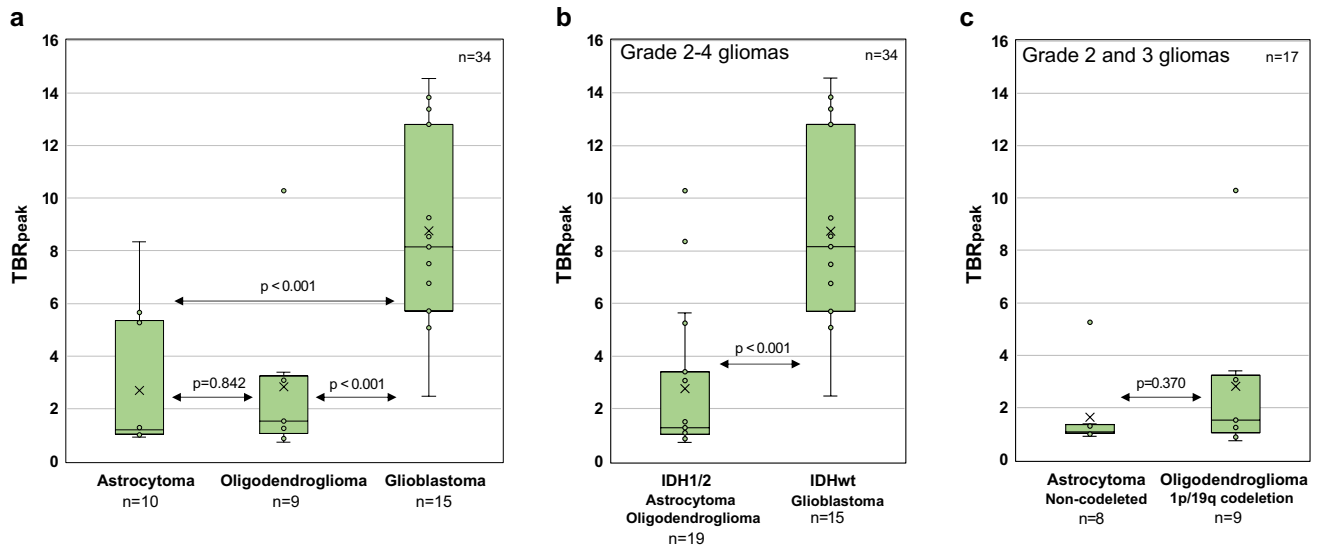 a
n=34
TBRpeak
16
14
12
10
8
6
4
2
0
p < 0.001
p=0.842
p < 0.001
Astrocytoma
n=10
Oligodendroglioma
n=9
Glioblastoma
n=15
b
Grade 2-4 gliomas
n=34
TBRpeak
16
14
12
10
8
6
4
2
0
p < 0.001
IDH1/2
Astrocytoma
Oligodendroglioma
n=19
IDHwt
Glioblastoma
n=15
c
Grade 2 and 3 gliomas
n=17
TBRpeak
16
14
12
10
8
6
4
2
0
p=0.370
Astrocytoma
Non-codeleted
n=8
Oligodendroglioma
1p/19q codeletion
n=9